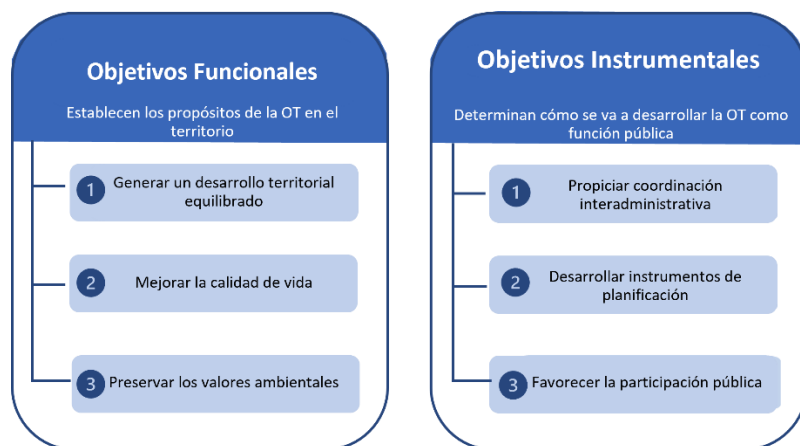 Objetivos Funcionales
Establecen los propósitos de la OT en el
territorio
1 Generar un desarrollo territorial
equilibrado
2 Mejorar la calidad de vida
3 Preservar los valores ambientales
Objetivos Instrumentales
Determinan cómo se va a desarrollar la OT como
función pública
1 Propiciar coordinación
interadministrativa
2 Desarrollar instrumentos de
planificación
3 Favorecer la participación pública